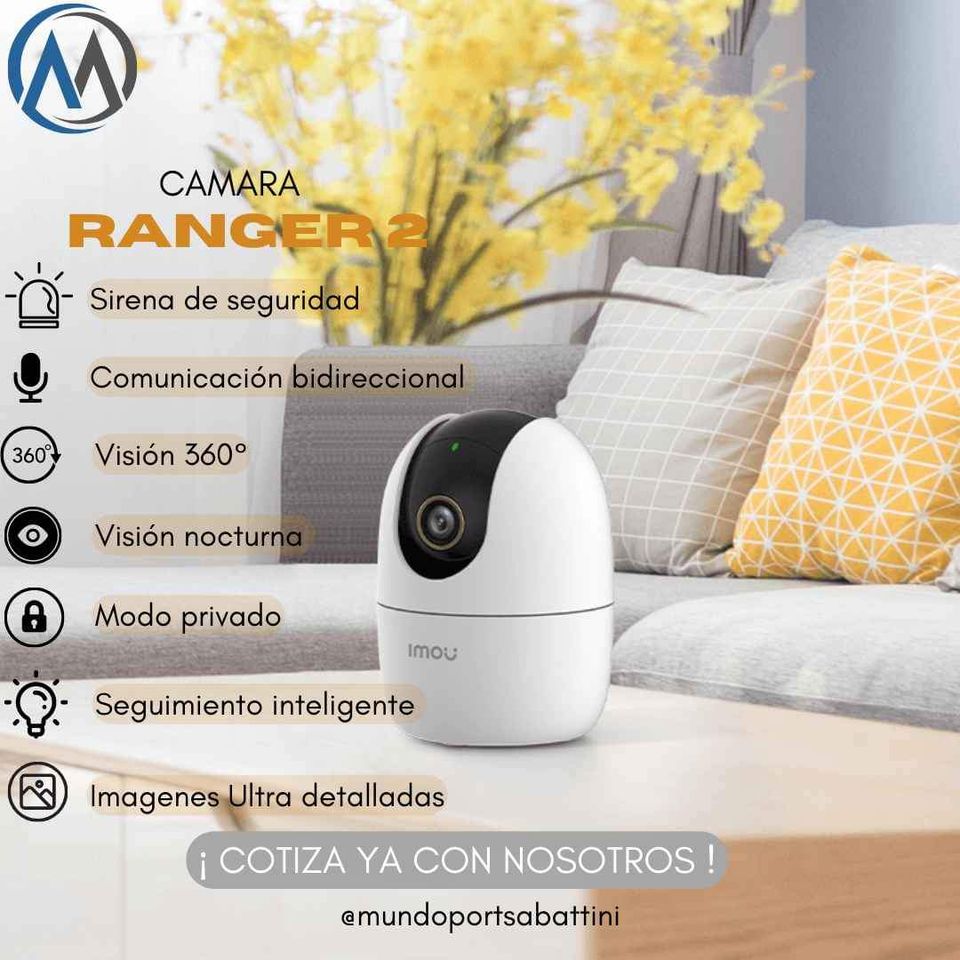 CAMARA
RANGER 2
Sirena de seguridad
Comunicación bidireccional
360°
Visión 360°
Visión nocturna
Modo privado
imou
Seguimiento inteligente
Imagenes Ultra detalladas
¡ COTIZA YA CON NOSOTROS !
@mundoportsabattini